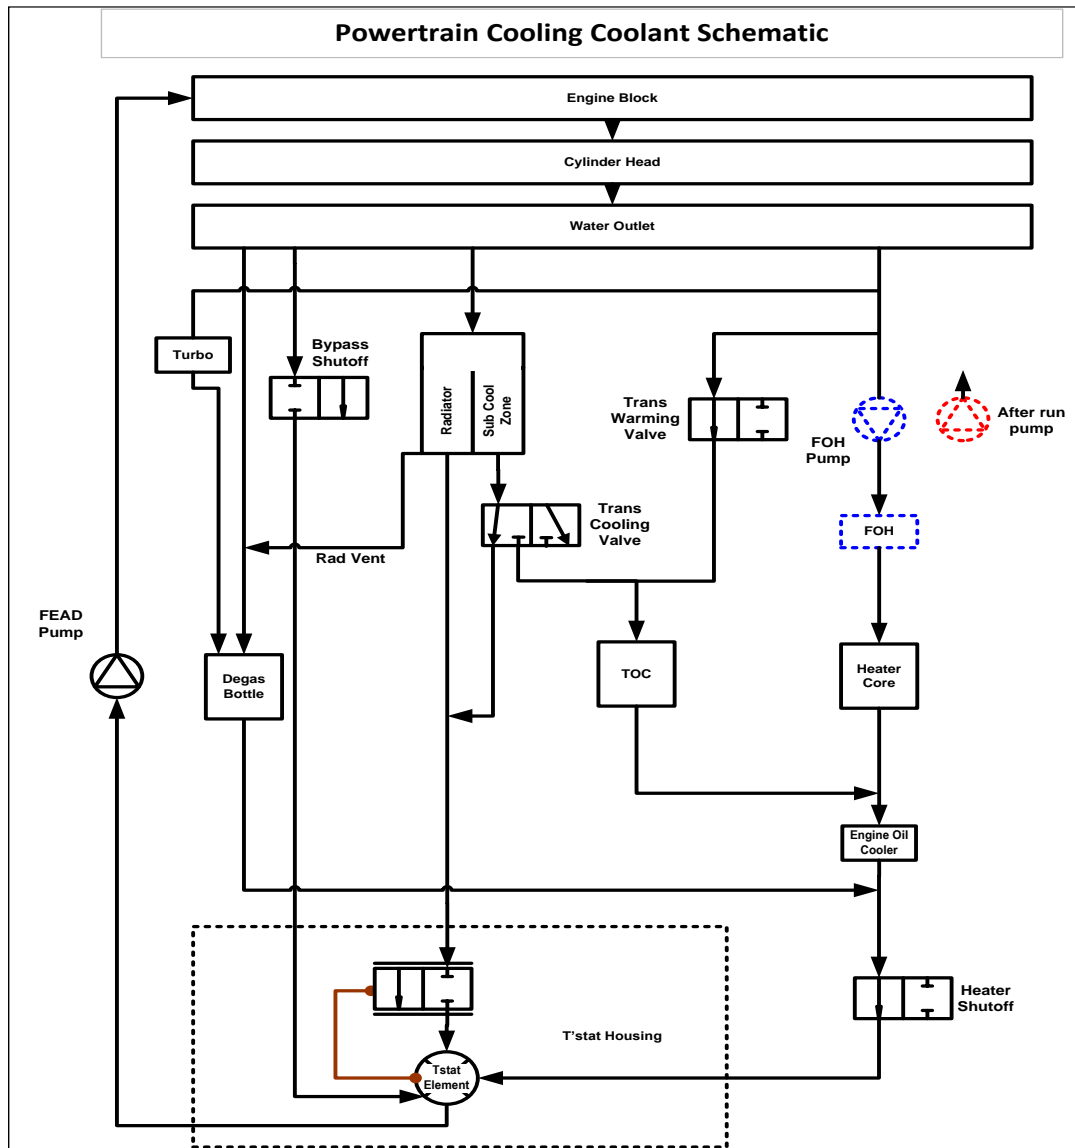 Powertrain Cooling Coolant Schematic
Engine Block
Cylinder Head
Water Outlet
Turbo
Bypass
Shutoff
Radiator
Sub Cool
Zone
Trans
Warming
Valve
FOH
Pump
After run
pump
Trans
Cooling
Valve
FOH
Rad Vent
FEAD
Pump
Degas
Bottle
TOC
Heater
Core
Engine Oil
Cooler
Heater
Shutoff
T'stat Housing
Tstat
Element